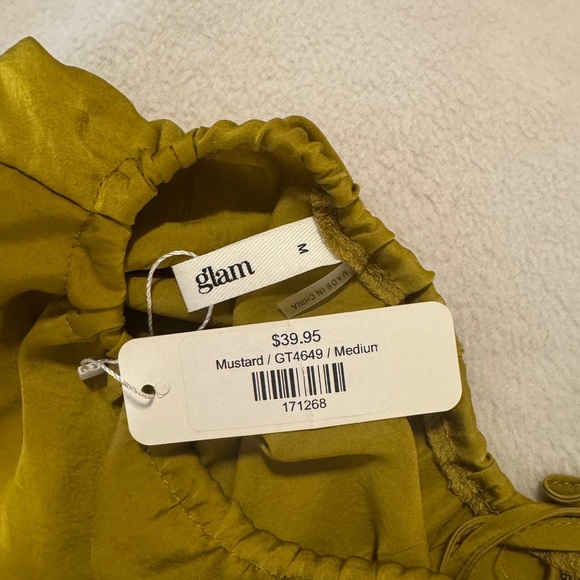 glam
M
MADE IN CHINA
$39.95
Mustard / GT4649 / Medium
171268